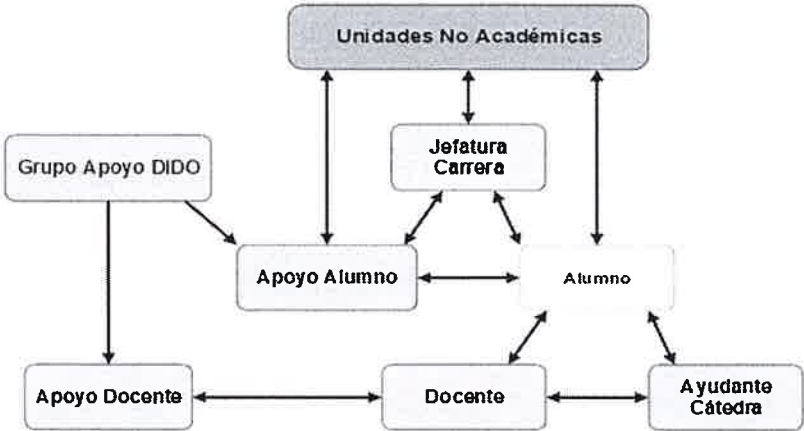 Unidades No Académicas
Jefatura
Carrera
Grupo Apoyo DIDO
Apoyo Alumno
Alumno
Apoyo Docente
Docente
Ayudante
Cátedra